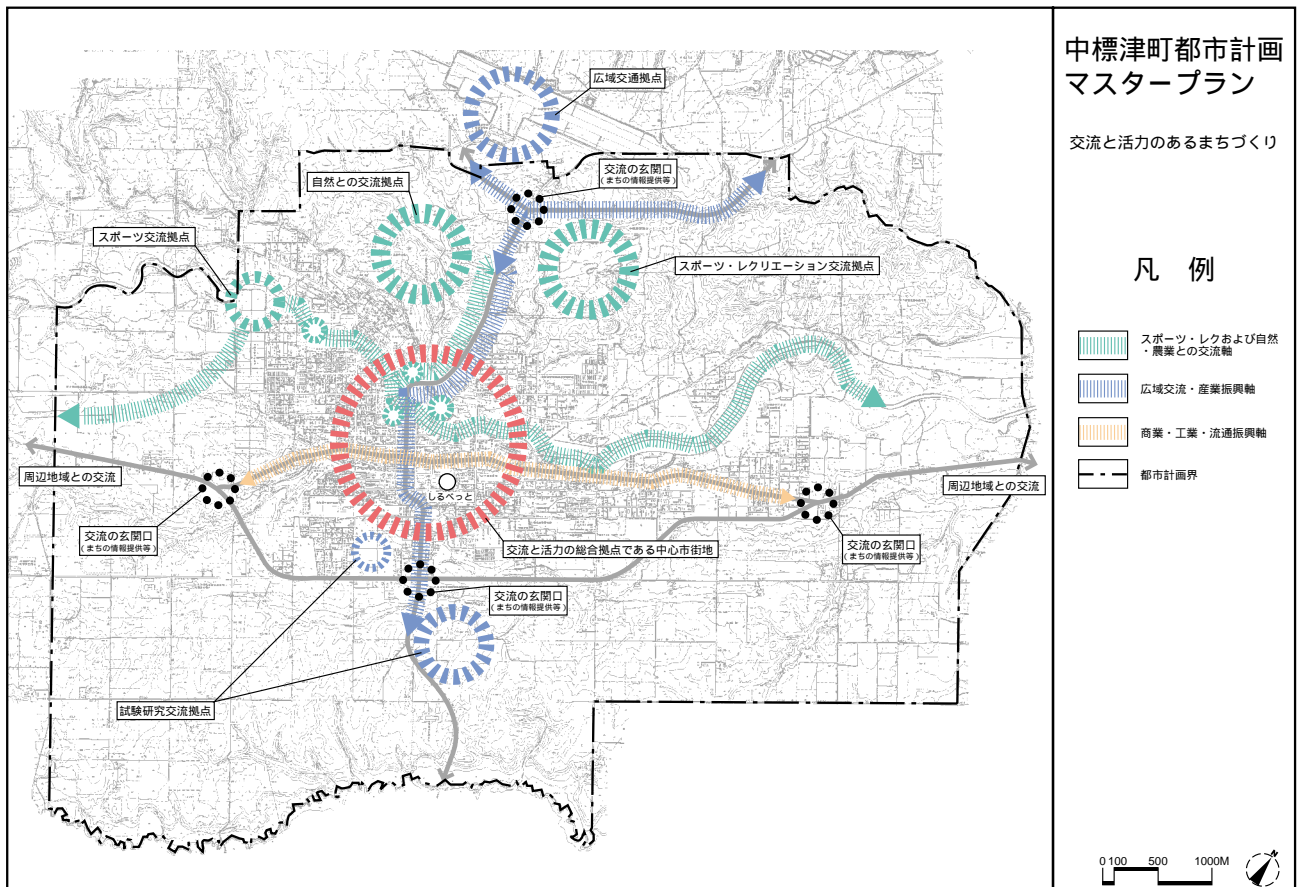 中標津町都市計画
マスタープラン
交流と活力のあるまちづくり
凡 例
スポーツ・レクおよび自然
・農業との交流軸
広域交流・産業振興軸
商業・工業・流通振興軸
都市計画界
0 100 500 1000M
N
広域交通拠点
交流の玄関口
(まちの情報提供等)
自然との交流拠点
スポーツ交流拠点
スポーツ・レクリエーション交流拠点
周辺地域との交流
しるべっと
周辺地域との交流
交流の玄関口
(まちの情報提供等)
交流と活力の総合拠点である中心市街地
交流の玄関口
(まちの情報提供等)
交流の玄関口
(まちの情報提供等)
試験研究交流拠点